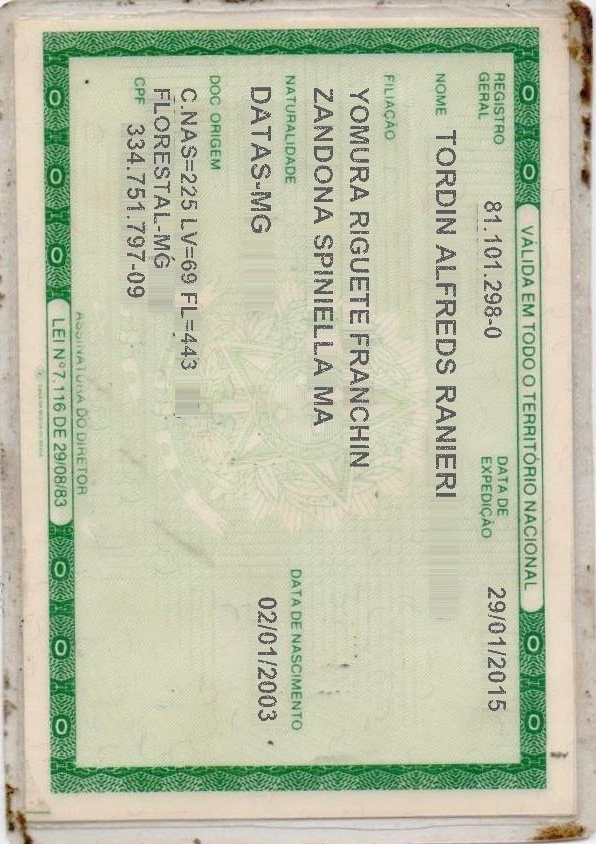 VÁLIDA EM TODO O TERRITÓRIO NACIONAL
REGISTRO GERAL 81.101.298-0 DATA DE EXPEDIÇÃO 29/01/2015
NOME TORDIN ALFREDS RANIERI
FILIAÇÃO
YOMURA RIGUETE FRANCHIN
ZANDONA SPINIELLA MA
NATURALIDADE DATA DE NASCIMENTO
DATAS-MG 02/01/2003
DOC ORIGEM
C.NAS=225 LV=69 FL=443
FLORESTAL-MG
CPF 334.751.797-09
ASSINATURA DO DIRETOR
LEI Nº 7.116 DE 29/08/83